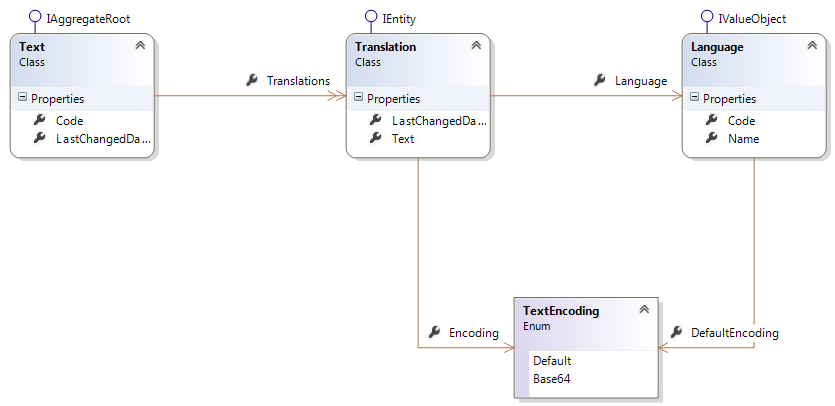 IAggregateRoot
Text
Class
Properties
Code
LastChangedDa...
Translations
IEntity
Translation
Class
Properties
LastChangedDa...
Text
Language
IValueObject
Language
Class
Properties
Code
Name
Encoding
TextEncoding
Enum
Default
Base64
DefaultEncoding